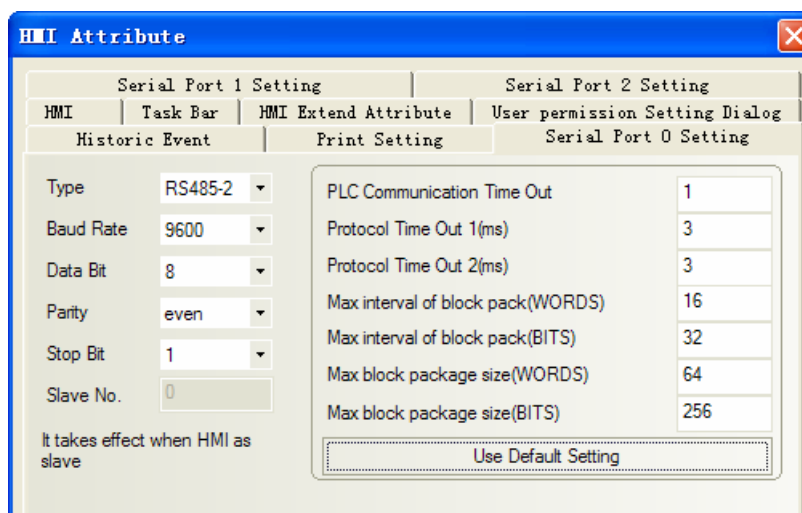 HMI Attribute
Serial Port 1 Setting
Serial Port 2 Setting
HMI
Task Bar
HMI Extend Attribute
User permission Setting Dialog
Historic Event
Print Setting
Serial Port 0 Setting
Type
RS485-2
Baud Rate
9600
Data Bit
8
Parity
even
Stop Bit
1
Slave No.
0
It takes effect when HMI as
slave
PLC Communication Time Out
1
Protocol Time Out 1(ms)
3
Protocol Time Out 2(ms)
3
Max interval of block pack(WORDS)
16
Max interval of block pack(BITS)
32
Max block package size(WORDS)
64
Max block package size(BITS)
256
Use Default Setting